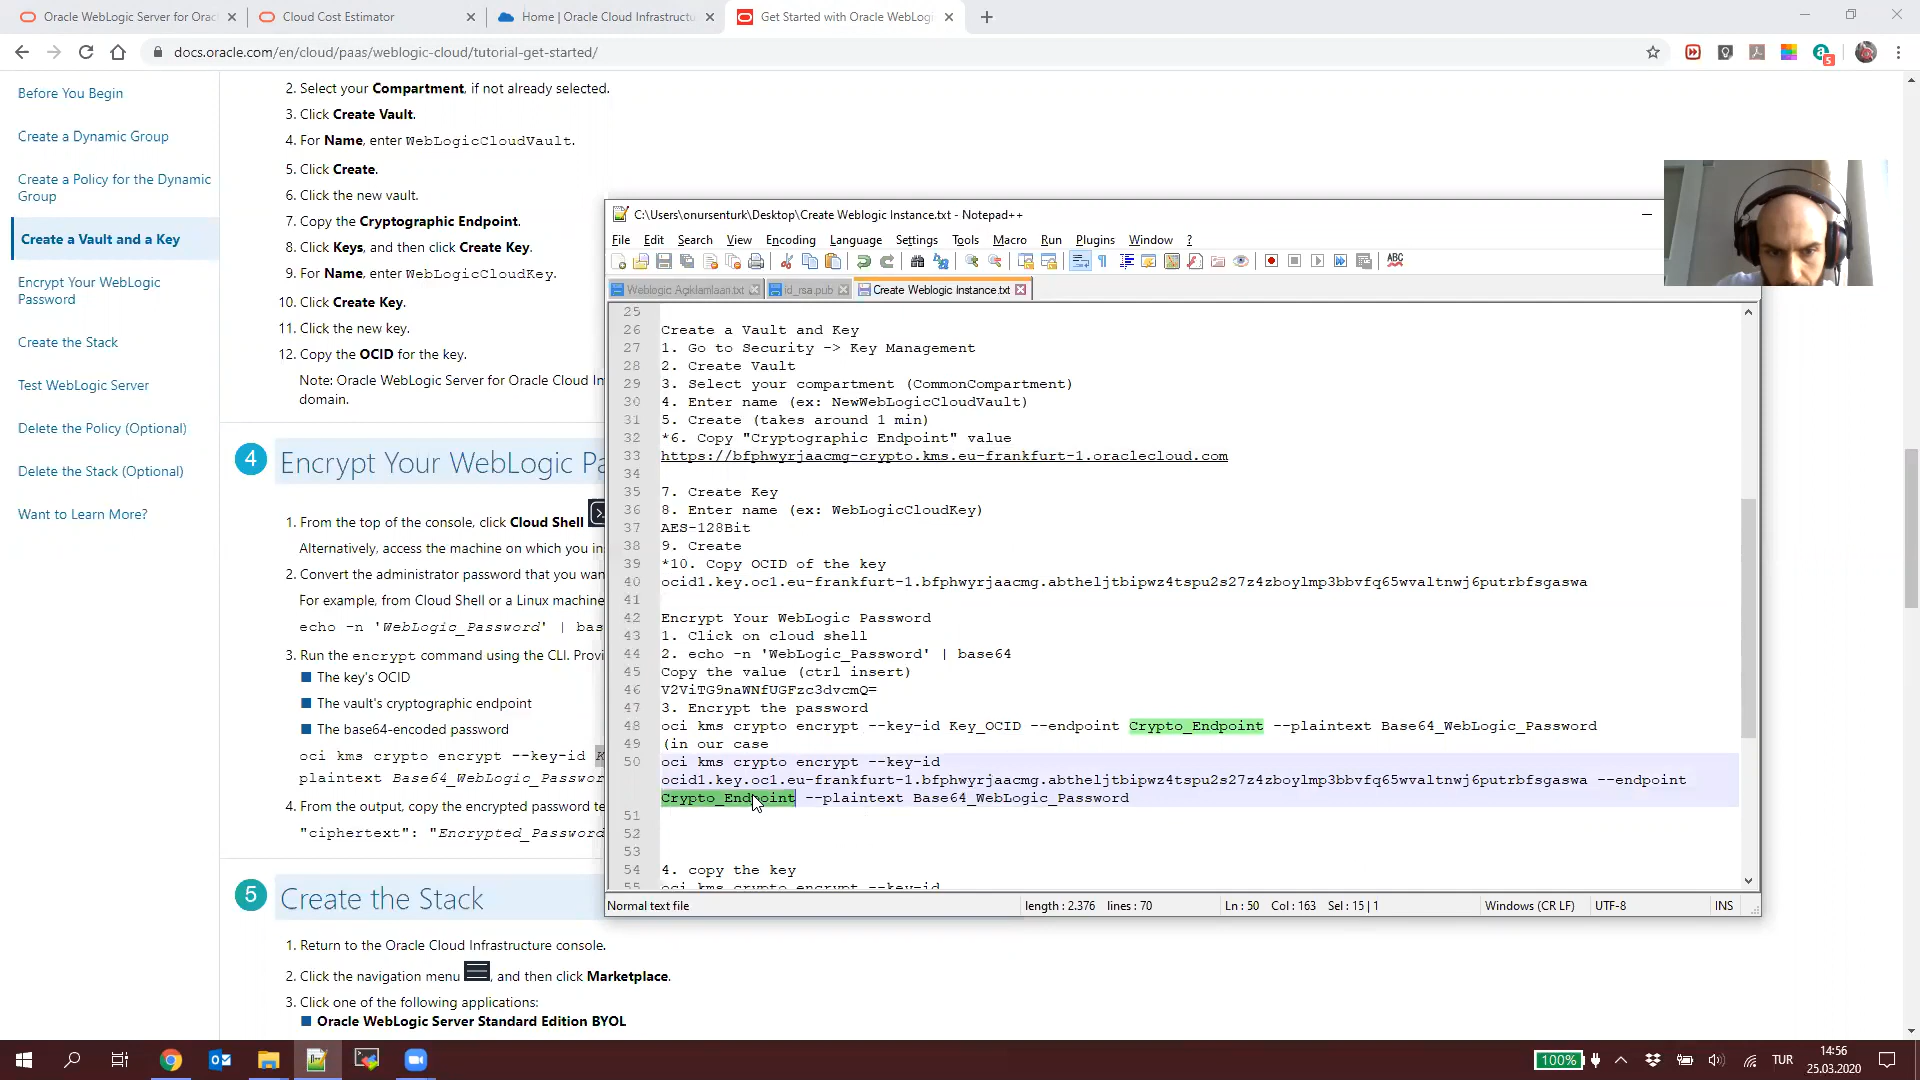 Oracle WebLogic Server for Orac
Cloud Cost Estimator
Home | Oracle Cloud Infrastructu
Get Started with Oracle WebLogi
docs.oracle.com/en/cloud/paas/weblogic-cloud/tutorial-get-started/
5
Before You Begin
Create a Dynamic Group
Create a Policy for the Dynamic
Group
Create a Vault and a Key
Encrypt Your WebLogic
Password
Create the Stack
Test WebLogic Server
Delete the Policy (Optional)
Delete the Stack (Optional)
Want to Learn More?
2. Select your Compartment, if not already selected.
3. Click Create Vault.
4. For Name, enter WebLogicCloudVault.
5. Click Create.
6. Click the new vault.
7. Copy the Cryptographic Endpoint.
8. Click Keys, and then click Create Key.
9. For Name, enter WebLogicCloudKey.
10. Click Create Key.
11. Click the new key.
12. Copy the OCID for the key.
Note: Oracle WebLogic Server for Oracle Cloud In
domain.
4 Encrypt Your WebLogic Pa
1. From the top of the console, click Cloud Shell
Alternatively, access the machine on which you in
2. Convert the administrator password that you wan
For example, from Cloud Shell or a Linux machine
echo -n 'WebLogic_Password' | bas
3. Run the encrypt command using the CLI. Provi
The key's OCID
The vault's cryptographic endpoint
The base64-encoded password
oci kms crypto encrypt --key-id K
plaintext Base64_WebLogic_Passwor
4. From the output, copy the encrypted password te
"ciphertext": "Encrypted_Password
5 Create the Stack
1. Return to the Oracle Cloud Infrastructure console.
2. Click the navigation menu , and then click Marketplace.
3. Click one of the following applications:
Oracle WebLogic Server Standard Edition BYOL
C:\Users\onursenturk\Desktop\Create Weblogic Instance.txt - Notepad++
File Edit Search View Encoding Language Settings Tools Macro Run Plugins Window ?
Weblogic Açıklamlaarı.txt id_rsa.pub Create Weblogic Instance.txt
25
26 Create a Vault and Key
27 1. Go to Security -> Key Management
28 2. Create Vault
29 3. Select your compartment (CommonCompartment)
30 4. Enter name (ex: NewWebLogicCloudVault)
31 5. Create (takes around 1 min)
32 *6. Copy "Cryptographic Endpoint" value
33 https://bfphwyrjaacmg-crypto.kms.eu-frankfurt-1.oraclecloud.com
34
35 7. Create Key
36 8. Enter name (ex: WebLogicCloudKey)
37 AES-128Bit
38 9. Create
39 *10. Copy OCID of the key
40 ocid1.key.oc1.eu-frankfurt-1.bfphwyrjaacmg.abtheljtbipwz4tspu2s27z4zboylmp3bbvfq65wvaltnwj6putrbfsgaswa
41
42 Encrypt Your WebLogic Password
43 1. Click on cloud shell
44 2. echo -n 'WebLogic_Password' | base64
45 Copy the value (ctrl insert)
46 V2ViTG9naWNfUGFzc3dvcmQ=
47 3. Encrypt the password
48 oci kms crypto encrypt --key-id Key_OCID --endpoint Crypto_Endpoint --plaintext Base64_WebLogic_Password
49 (in our case
50 oci kms crypto encrypt --key-id
ocid1.key.oc1.eu-frankfurt-1.bfphwyrjaacmg.abtheljtbipwz4tspu2s27z4zboylmp3bbvfq65wvaltnwj6putrbfsgaswa --endpoint
Crypto_Endpoint --plaintext Base64_WebLogic_Password
51
52
53
54 4. copy the key
55 oci kms crypto encrypt --key-id
Normal text file length : 2.376 lines : 70 Ln : 50 Col : 163 Sel : 15 | 1 Windows (CR LF) UTF-8 INS
100% TUR 14:56
25.03.2020